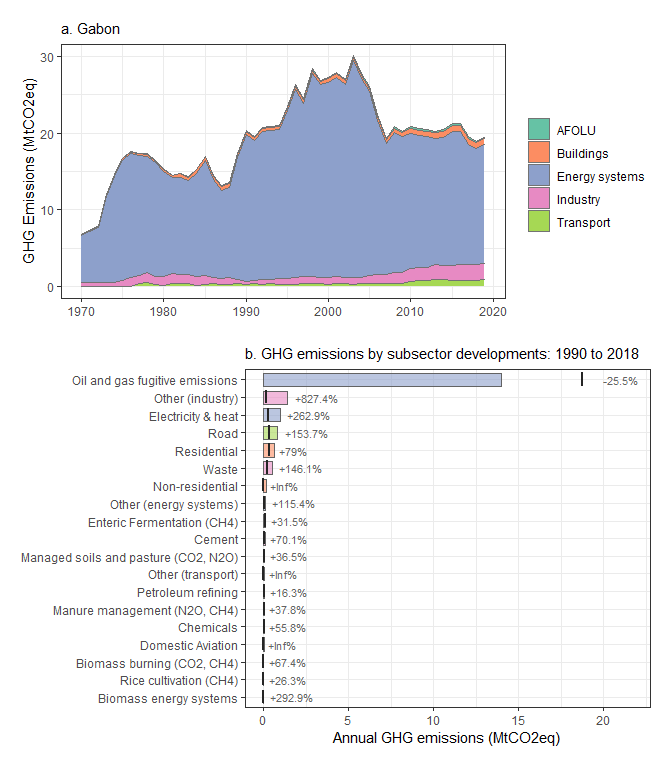 a. Gabon
GHG Emissions (MtCO2eq)
30
20
10
0
1970
1980
1990
2000
2010
2020
AFOLU
Buildings
Energy systems
Industry
Transport
b. GHG emissions by subsector developments: 1990 to 2018
Oil and gas fugitive emissions -25.5%
Other (industry) +827.4%
Electricity & heat +262.9%
Road +153.7%
Residential +79%
Waste +146.1%
Non-residential +Inf%
Other (energy systems) +115.4%
Enteric Fermentation (CH4) +31.5%
Cement +70.1%
Managed soils and pasture (CO2, N2O) +36.5%
Other (transport) +Inf%
Petroleum refining +16.3%
Manure management (N2O, CH4) +37.8%
Chemicals +55.8%
Domestic Aviation +Inf%
Biomass burning (CO2, CH4) +67.4%
Rice cultivation (CH4) +26.3%
Biomass energy systems +292.9%
0
5
10
15
20
Annual GHG emissions (MtCO2eq)